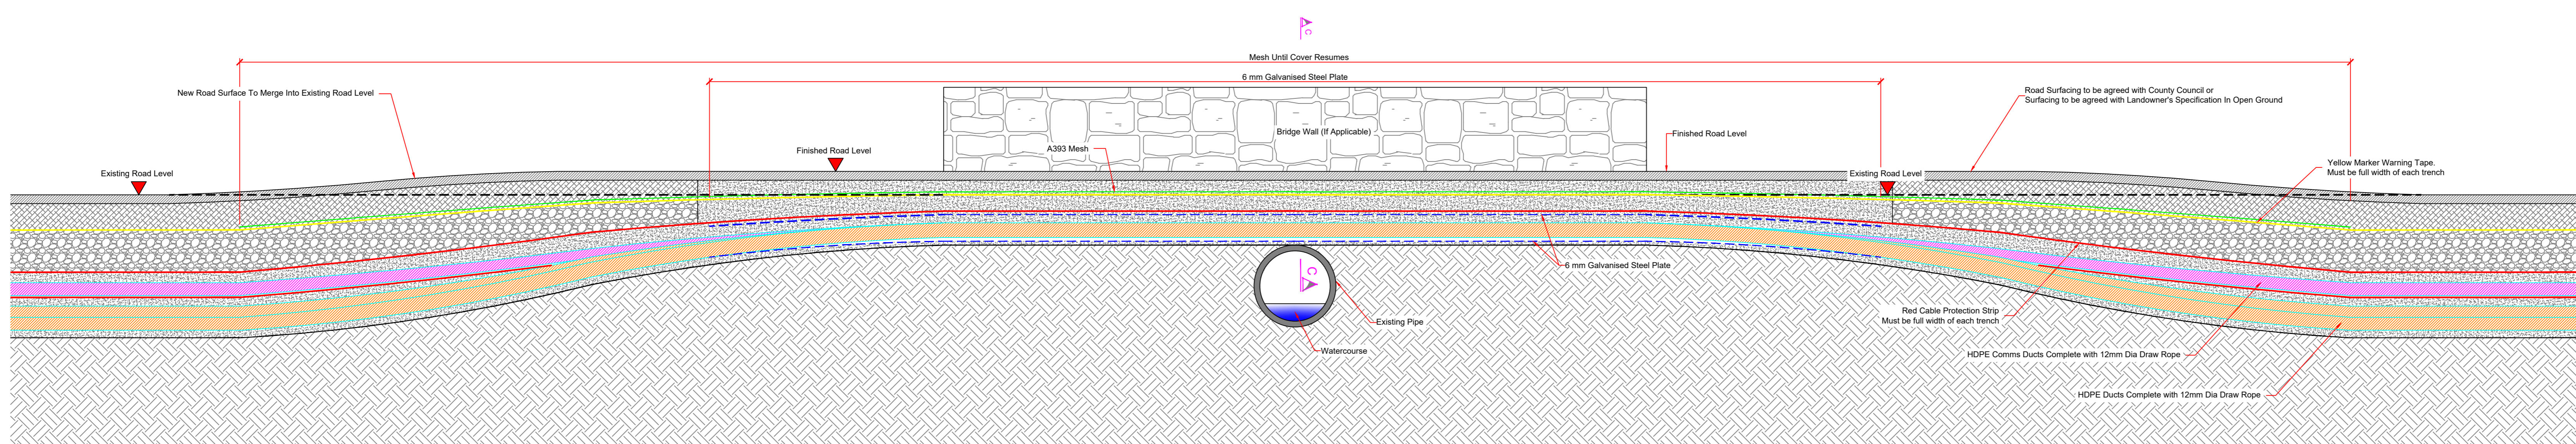 C
Mesh Until Cover Resumes
6 mm Galvanised Steel Plate
New Road Surface To Merge Into Existing Road Level
Road Surfacing to be agreed with County Council or
Surfacing to be agreed with Landowner's Specification In Open Ground
Bridge Wall (If Applicable)
Finished Road Level
A393 Mesh
Finished Road Level
Existing Road Level
Existing Road Level
Yellow Marker Warning Tape.
Must be full width of each trench
6 mm Galvanised Steel Plate
C
Existing Pipe
Red Cable Protection Strip
Must be full width of each trench
Watercourse
HDPE Comms Ducts Complete with 12mm Dia Draw Rope
HDPE Ducts Complete with 12mm Dia Draw Rope